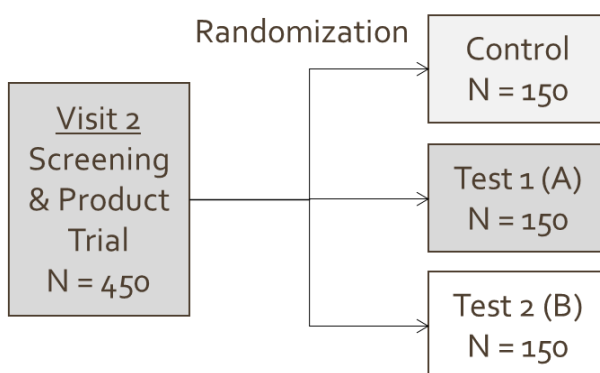 Randomization
Visit 2
Screening
& Product
Trial
N = 450
Control
N = 150
Test 1 (A)
N = 150
Test 2 (B)
N = 150